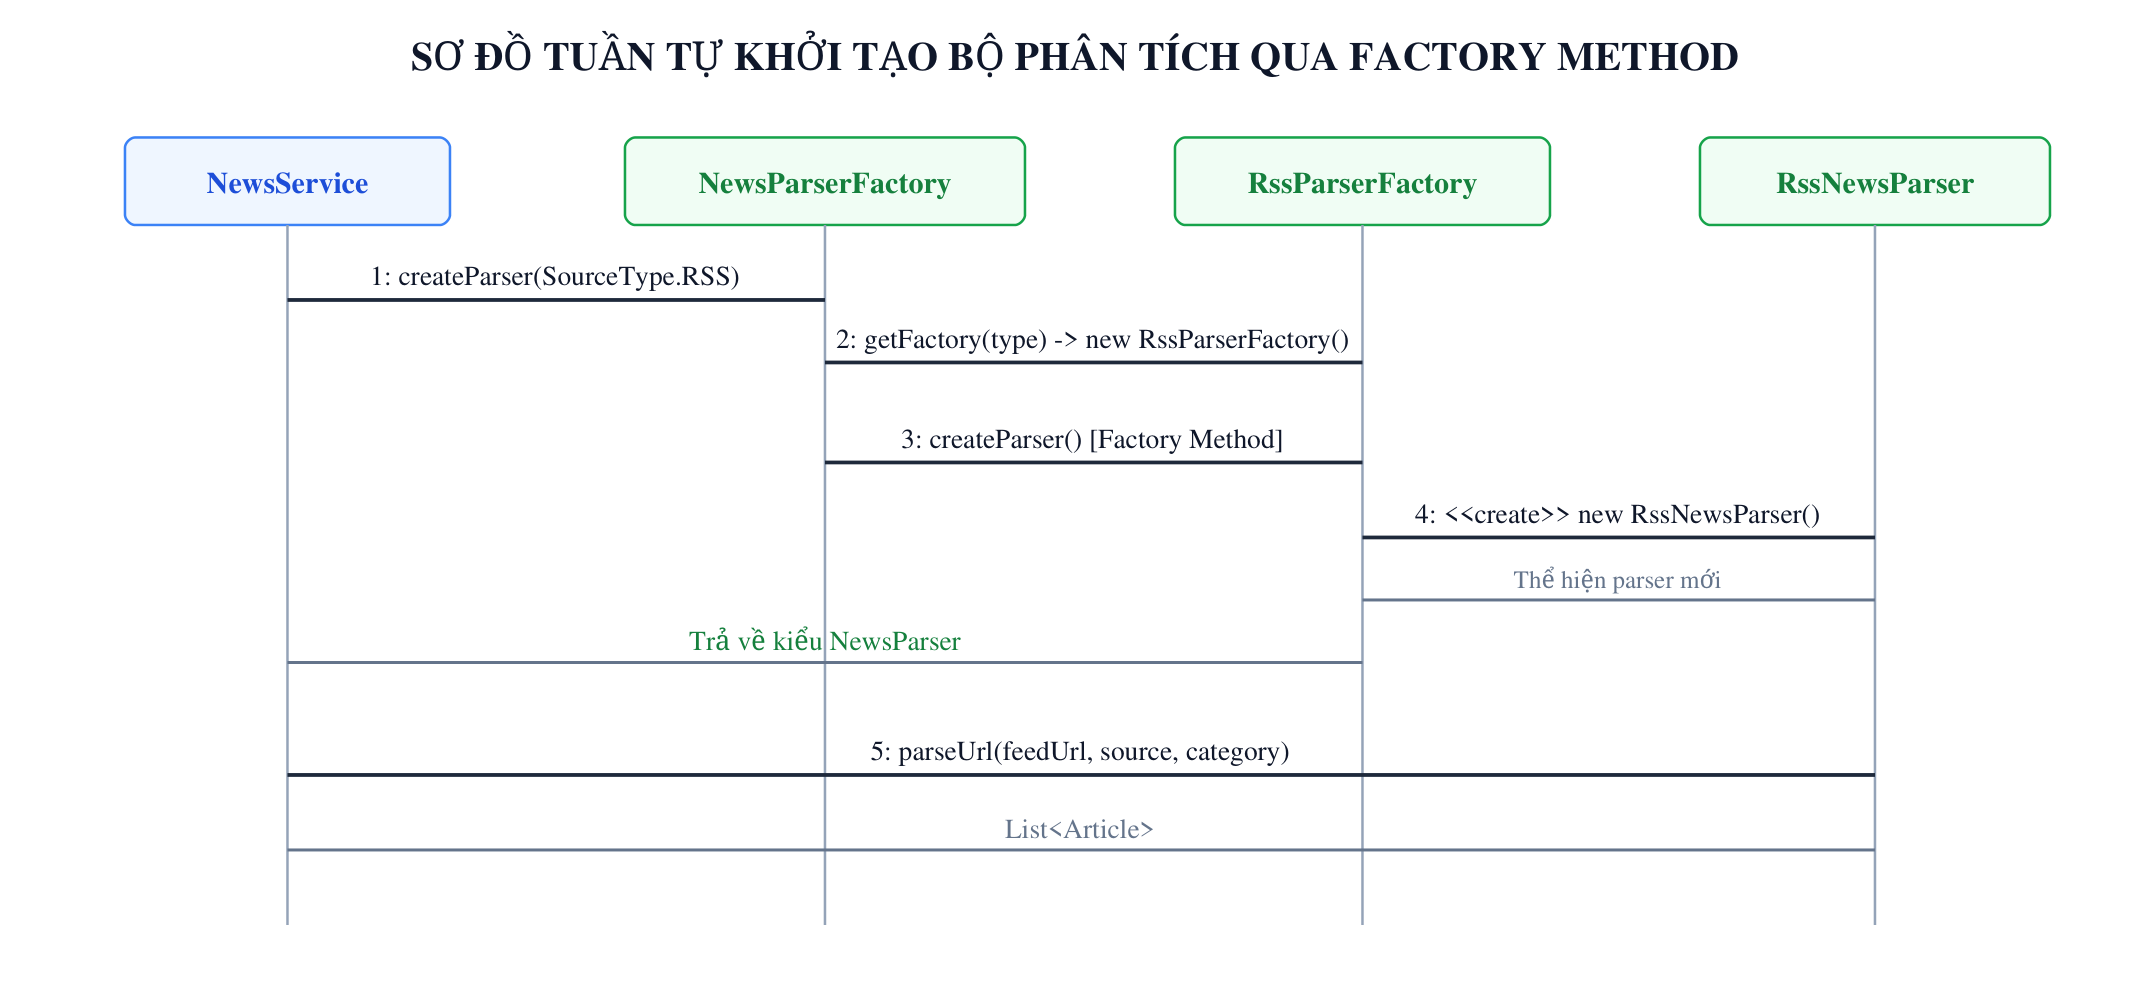 SƠ ĐỒ TUẦN TỰ KHỞI TẠO BỘ PHÂN TÍCH QUA FACTORY METHOD
NewsService
NewsParserFactory
RssParserFactory
RssNewsParser
1: createParser(SourceType.RSS)
2: getFactory(type) -> new RssParserFactory()
3: createParser() [Factory Method]
4: <<create>> new RssNewsParser()
Thể hiện parser mới
Trả về kiểu NewsParser
5: parseUrl(feedUrl, source, category)
List<Article>